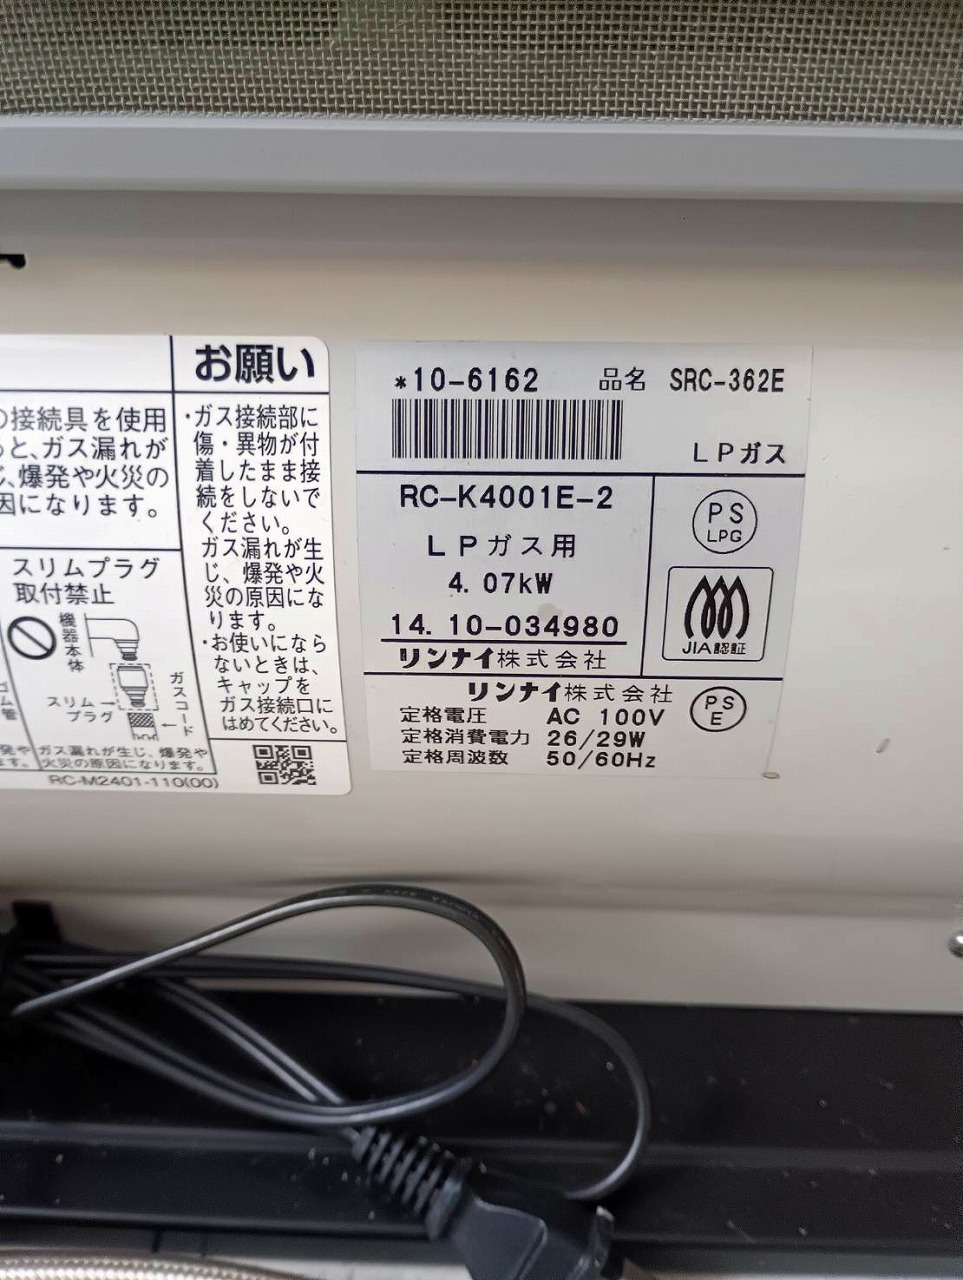 お願い
の接続具を使用
と、ガス漏れが
、爆発や火災の
因になります。
・ガス接続部に
傷・異物が付
着したまま接
続をしないで
ください。
ガス漏れが生
じ、爆発や火
災の原因にな
ります。
・お使いになら
ないときは、
キャップを
ガス接続口に
はめてください。
スリムプラグ
取付禁止
機器本体
ガスコード
スリム
プラグ
ゴム管
発や
ます。
ガス漏れが生じ、爆発や
火災の原因になります。
RC-M2401-110(00)
*10-6162 品名 SRC-362E
LPガス
RC-K4001E-2
LPガス用
4.07kW
14.10-034980
リンナイ株式会社
PS
LPG
JIA認証
リンナイ株式会社
定格電圧 AC 100V
定格消費電力 26/29W
定格周波数 50/60Hz
PS
E